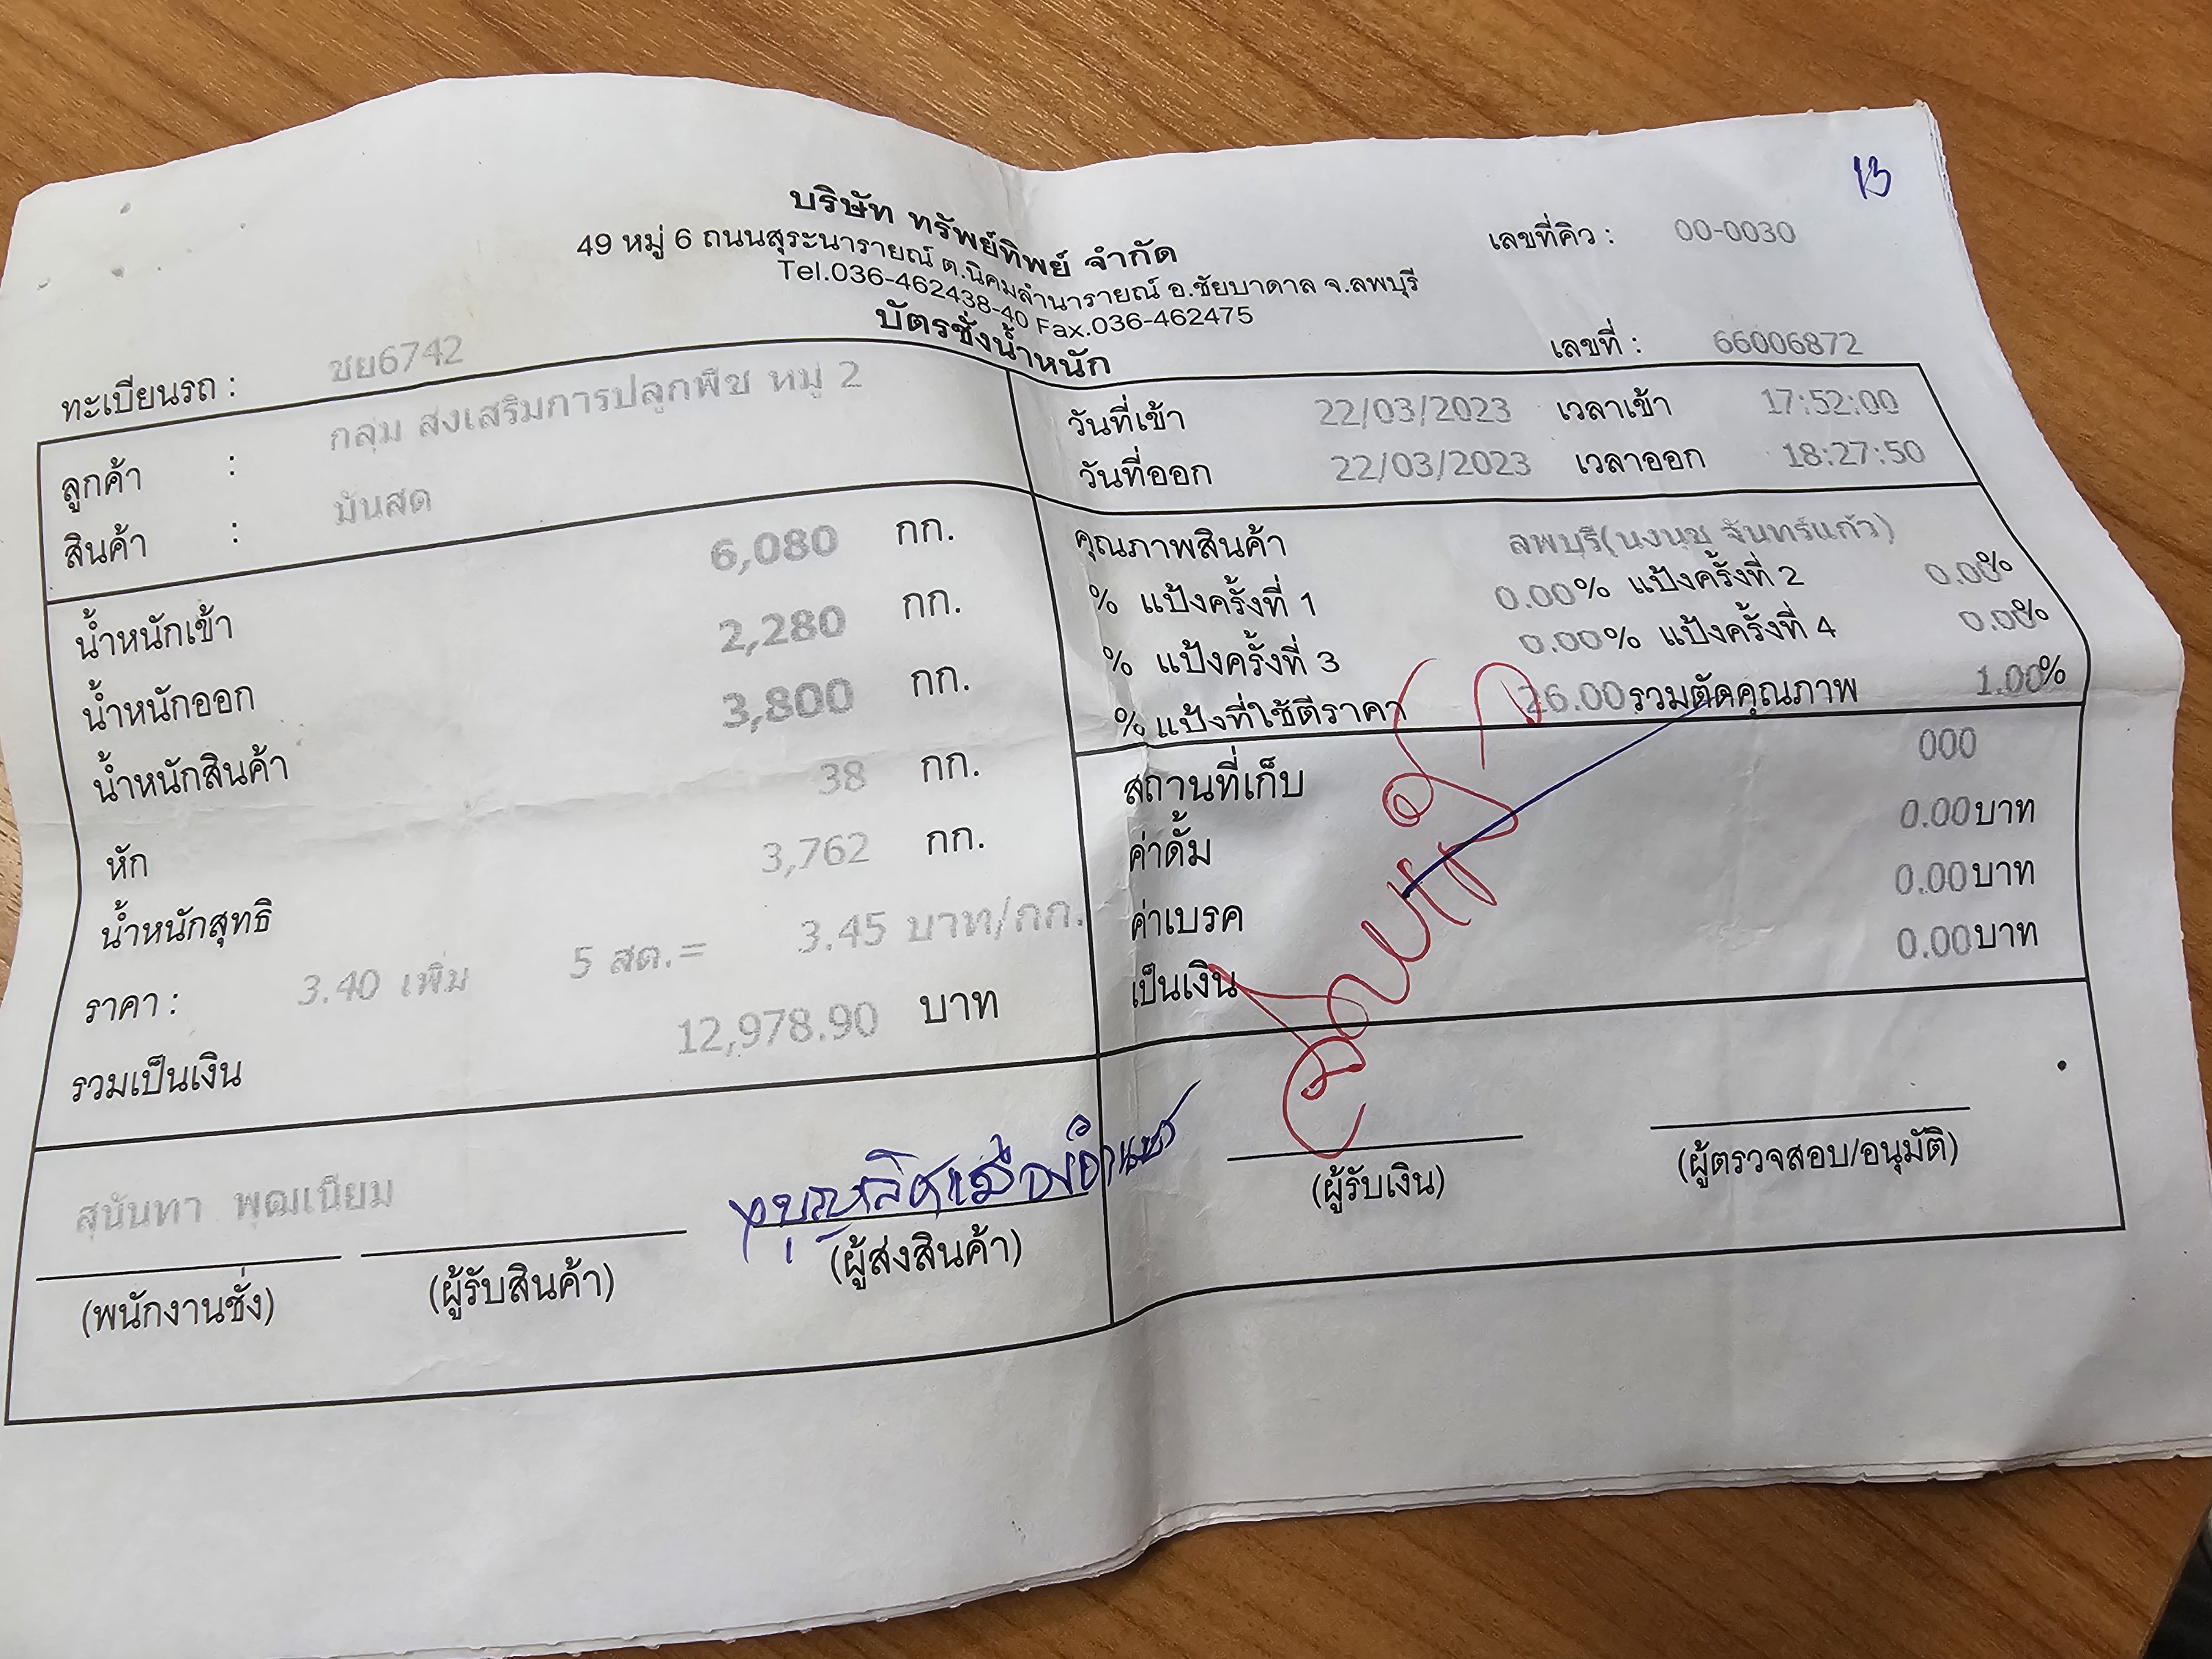 13
บริษัท ทรัพย์ทิพย์ จำกัด
49 หมู่ 6 ถนนสุระนารายณ์ ต.นิคมลำนารายณ์ อ.ชัยบาดาล จ.ลพบุรี
Tel.036-462438-40 Fax.036-462475
บัตรชั่งน้ำหนัก
เลขที่คิว : 00-0030
เลขที่ : 66006872
ทะเบียนรถ : ชย6742
ลูกค้า : กลุ่ม ส่งเสริมการปลูกพืช หมู่ 2
สินค้า : มันสด
วันที่เข้า 22/03/2023 เวลาเข้า 17:52:00
วันที่ออก 22/03/2023 เวลาออก 18:27:50
น้ำหนักเข้า 6,080 กก.
น้ำหนักออก 2,280 กก.
น้ำหนักสินค้า 3,800 กก.
หัก 38 กก.
น้ำหนักสุทธิ 3,762 กก.
ราคา : 3.40 เพิ่ม 5 สต.= 3.45 บาท/กก.
รวมเป็นเงิน 12,978.90 บาท
คุณภาพสินค้า ลพบุรี(นงนุช จันทร์แก้ว)
% แป้งครั้งที่ 1 0.00% แป้งครั้งที่ 2 0.00%
% แป้งครั้งที่ 3 0.00% แป้งครั้งที่ 4 0.00%
% แป้งที่ใช้ตีราคา 26.00 รวมตัดคุณภาพ 1.00%
สถานที่เก็บ 000
ค่าดั้ม 0.00 บาท
ค่าเบรค 0.00 บาท
เป็นเงิน 0.00 บาท
สุนันทา พุฒเนียม
(พนักงานชั่ง) (ผู้รับสินค้า) (ผู้ส่งสินค้า) (ผู้รับเงิน) (ผู้ตรวจสอบ/อนุมัติ)